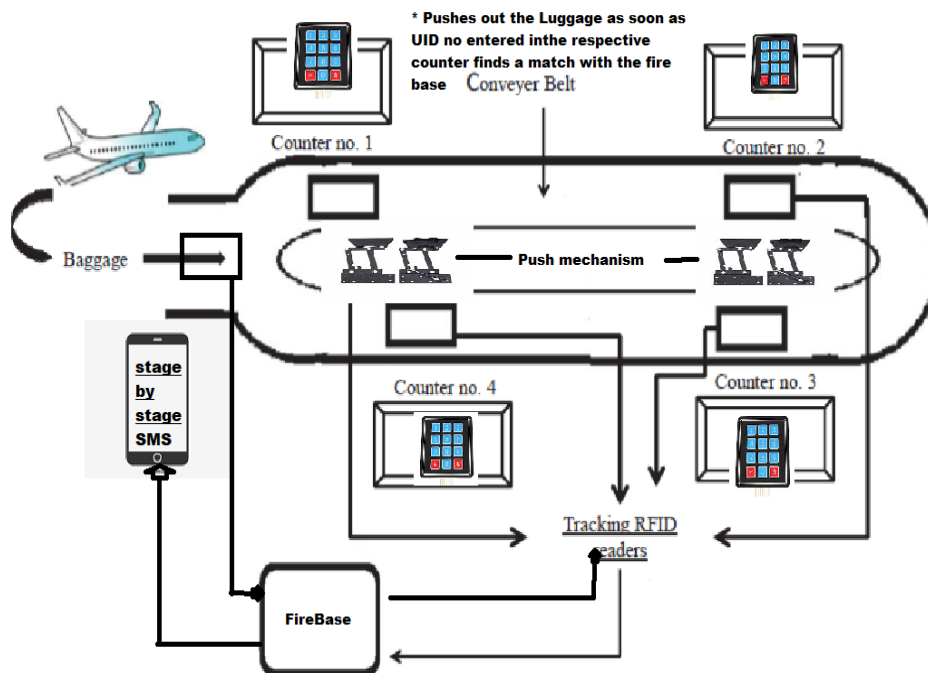 * Pushes out the Luggage as soon as
UID no entered inthe respective
counter finds a match with the fire
base
Conveyer Belt
Counter no. 1
Counter no. 2
Baggage
Push mechanism
stage
by
stage
SMS
Counter no. 4
Counter no. 3
Tracking RFID
readers
FireBase